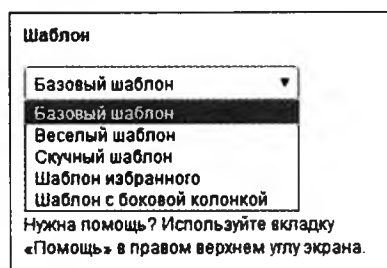 Шаблон
Базовый шаблон
Базовый шаблон
Веселый шаблон
Скучный шаблон
Шаблон избранного
Шаблон с боковой колонкой
Нужна помощь? Используйте вкладку
«Помощь» в правом верхнем углу экрана.